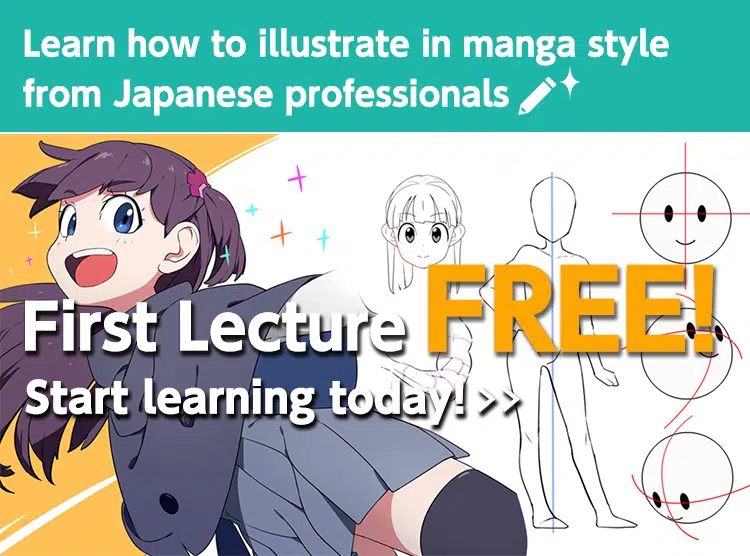 Learn how to illustrate in manga style
from Japanese professionals
First Lecture FREE!
Start learning today! >>